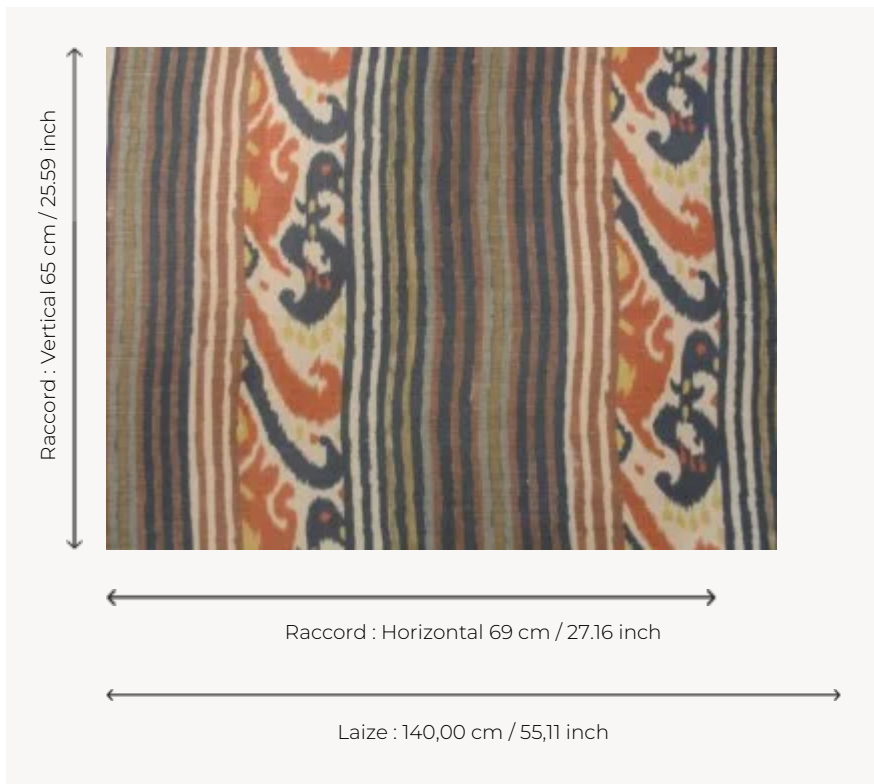 Raccord : Vertical 65 cm / 25.59 inch
Raccord : Horizontal 69 cm / 27.16 inch
Laize : 140,00 cm / 55,11 inch